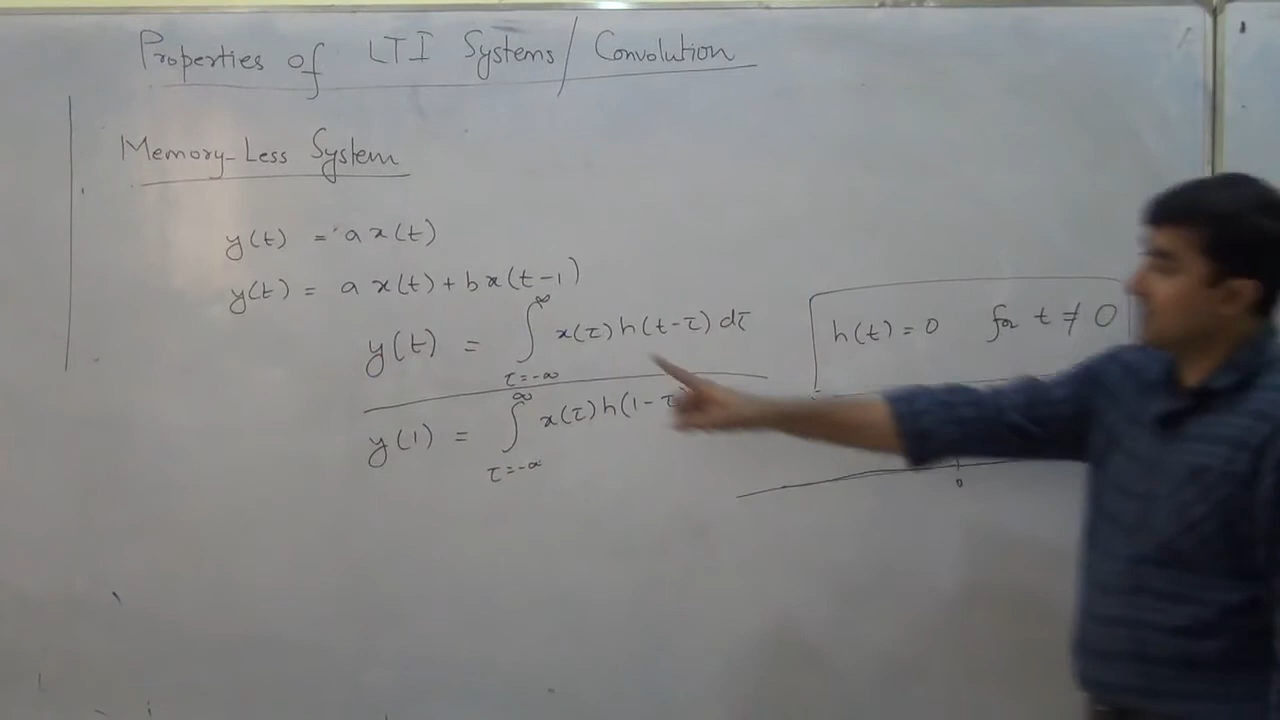 Properties of LTI Systems / Convolution
Memory-Less System
y(t) = a x(t)
y(t) = a x(t) + b x(t-1)
y(t) = ∫_{τ=-∞}^{∞} x(τ) h(t-τ) dτ
h(t) = 0 for t ≠ 0
y(1) = ∫_{τ=-∞}^{∞} x(τ) h(1-τ
0